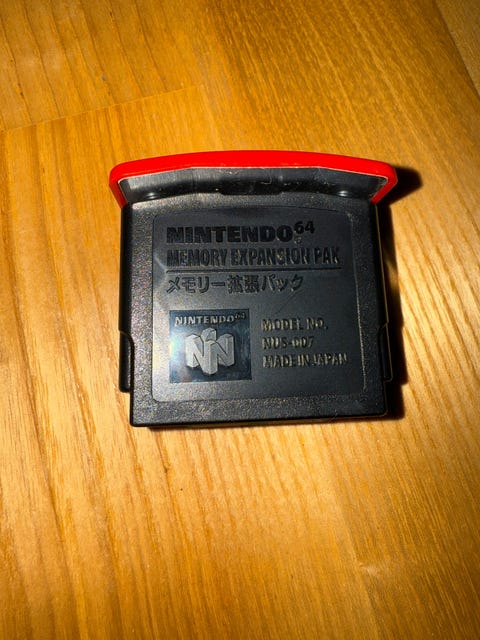 NINTENDO64
MEMORY EXPANSION PAK
メモリー拡張パック
NINTENDO64
MODEL NO.
NUS-007
MADE IN JAPAN